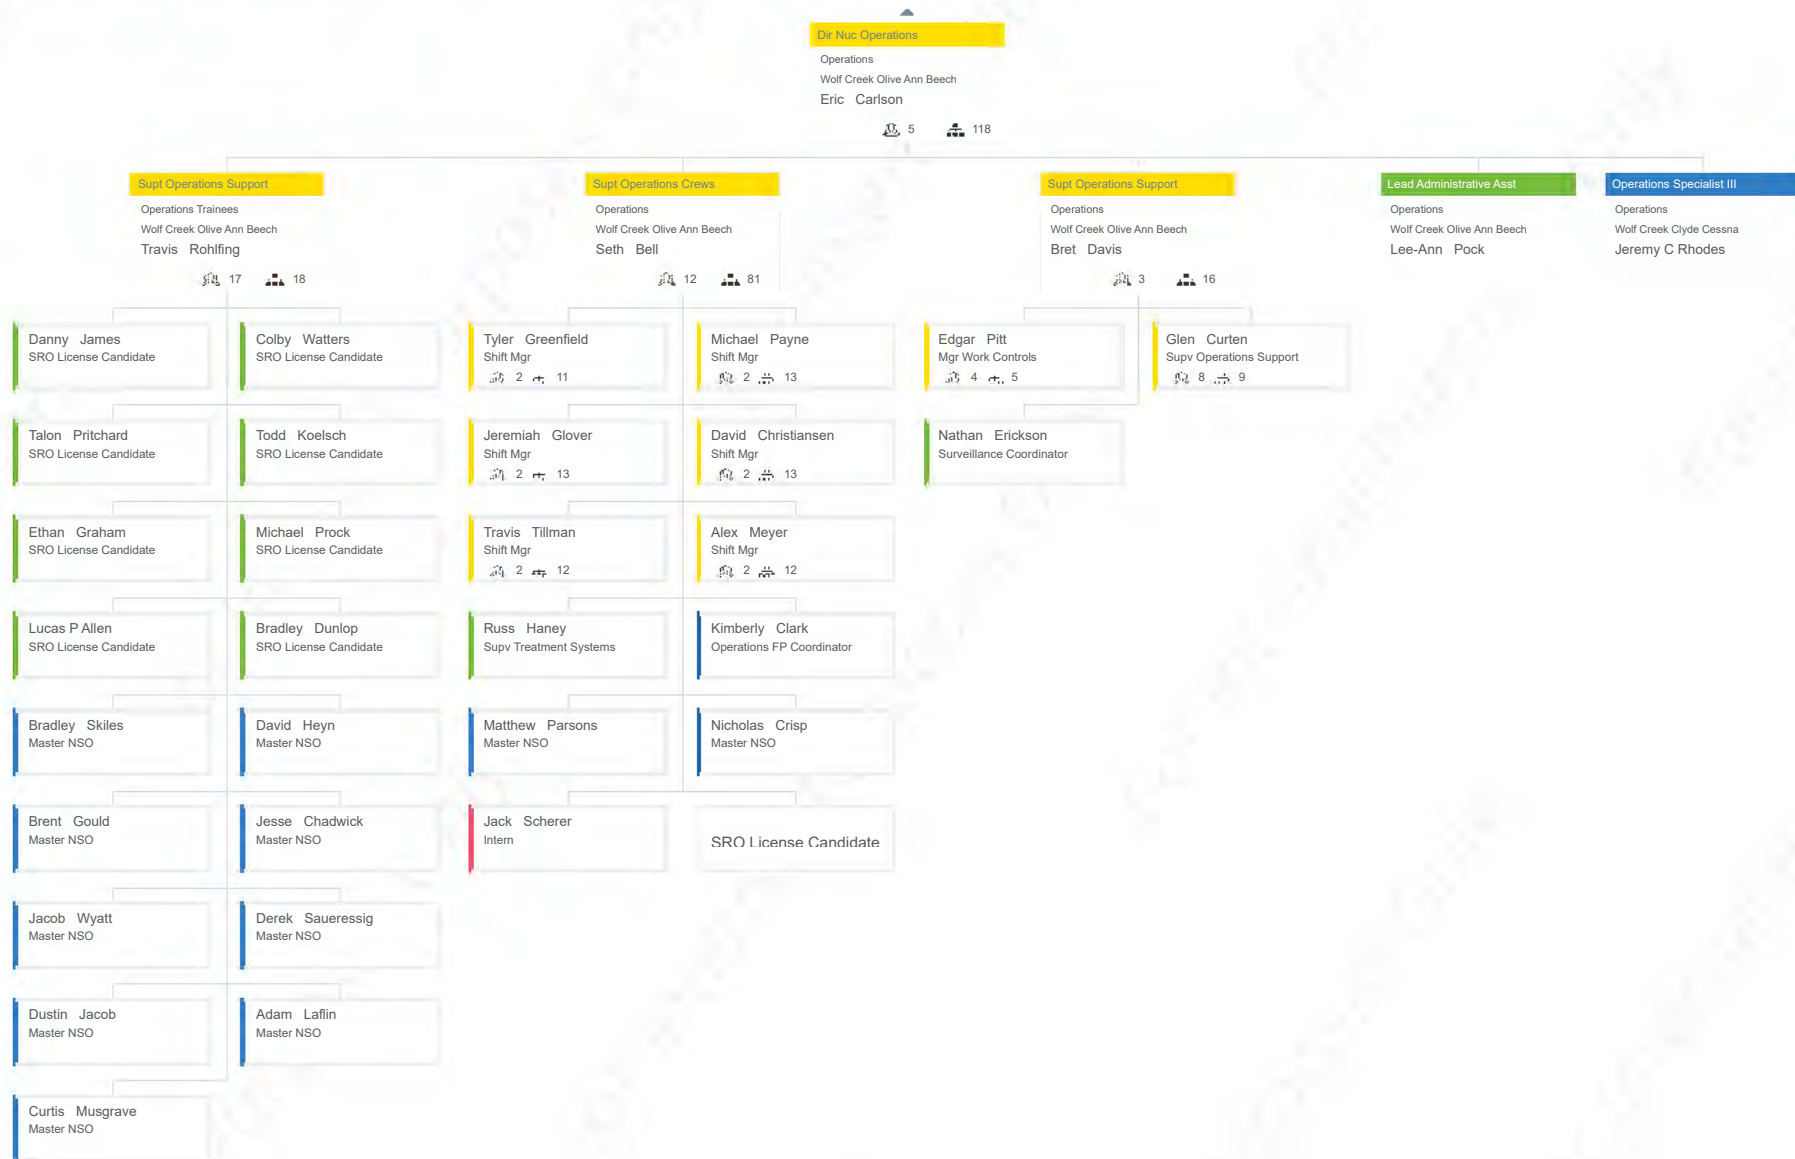 Dir Nuc Operations
Operations
Wolf Creek Olive Ann Beech
Eric Carlson
5 118
Supt Operations Support
Operations Trainees
Wolf Creek Olive Ann Beech
Travis Rohlfing
17 18
Supt Operations Crews
Operations
Wolf Creek Olive Ann Beech
Seth Bell
12 81
Supt Operations Support
Operations
Wolf Creek Olive Ann Beech
Bret Davis
3 16
Lead Administrative Asst
Operations
Wolf Creek Olive Ann Beech
Lee-Ann Pock
Operations Specialist III
Operations
Wolf Creek Clyde Cessna
Jeremy C Rhodes
Danny James
SRO License Candidate
Colby Watters
SRO License Candidate
Talon Pritchard
SRO License Candidate
Todd Koelsch
SRO License Candidate
Ethan Graham
SRO License Candidate
Michael Prock
SRO License Candidate
Lucas P Allen
SRO License Candidate
Bradley Dunlop
SRO License Candidate
Bradley Skiles
Master NSO
David Heyn
Master NSO
Brent Gould
Master NSO
Jesse Chadwick
Master NSO
Jacob Wyatt
Master NSO
Derek Saueressig
Master NSO
Dustin Jacob
Master NSO
Adam Laflin
Master NSO
Curtis Musgrave
Master NSO
Tyler Greenfield
Shift Mgr
2 11
Michael Payne
Shift Mgr
2 13
Jeremiah Glover
Shift Mgr
2 13
David Christiansen
Shift Mgr
2 13
Travis Tillman
Shift Mgr
2 12
Alex Meyer
Shift Mgr
2 12
Russ Haney
Supv Treatment Systems
Kimberly Clark
Operations FP Coordinator
Matthew Parsons
Master NSO
Nicholas Crisp
Master NSO
Jack Scherer
Intern
SRO License Candidate
Edgar Pitt
Mgr Work Controls
4 5
Glen Curten
Supv Operations Support
8 9
Nathan Erickson
Surveillance Coordinator